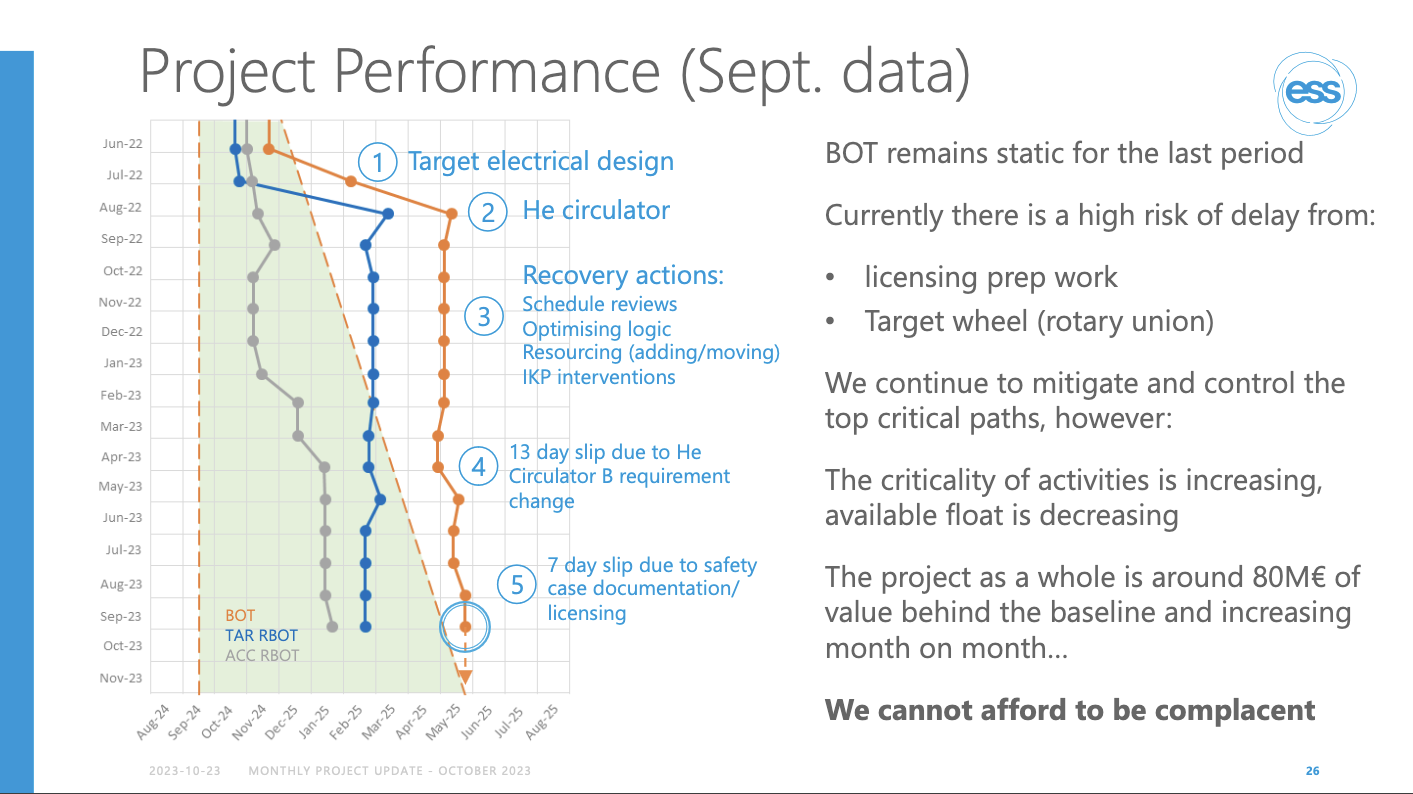 Project Performance (Sept. data)
ess
Jun-22
Jul-22
Aug-22
Sep-22
Oct-22
Nov-22
Dec-22
Jan-23
Feb-23
Mar-23
Apr-23
May-23
Jun-23
Jul-23
Aug-23
Sep-23
Oct-23
Nov-23
Aug-24
Sep-24
Oct-24
Nov-24
Dec-25
Jan-25
Feb-25
Mar-25
Apr-25
May-25
Jun-25
Jul-25
Aug-25
BOT
TAR RBOT
ACC RBOT
1 Target electrical design
2 He circulator
3
Recovery actions:
Schedule reviews
Optimising logic
Resourcing (adding/moving)
IKP interventions
4
13 day slip due to He
Circulator B requirement
change
5
7 day slip due to safety
case documentation/
licensing
BOT remains static for the last period
Currently there is a high risk of delay from:
• licensing prep work
• Target wheel (rotary union)
We continue to mitigate and control the
top critical paths, however:
The criticality of activities is increasing,
available float is decreasing
The project as a whole is around 80M€ of
value behind the baseline and increasing
month on month...
We cannot afford to be complacent
2023-10-23 MONTHLY PROJECT UPDATE - OCTOBER 2023
26